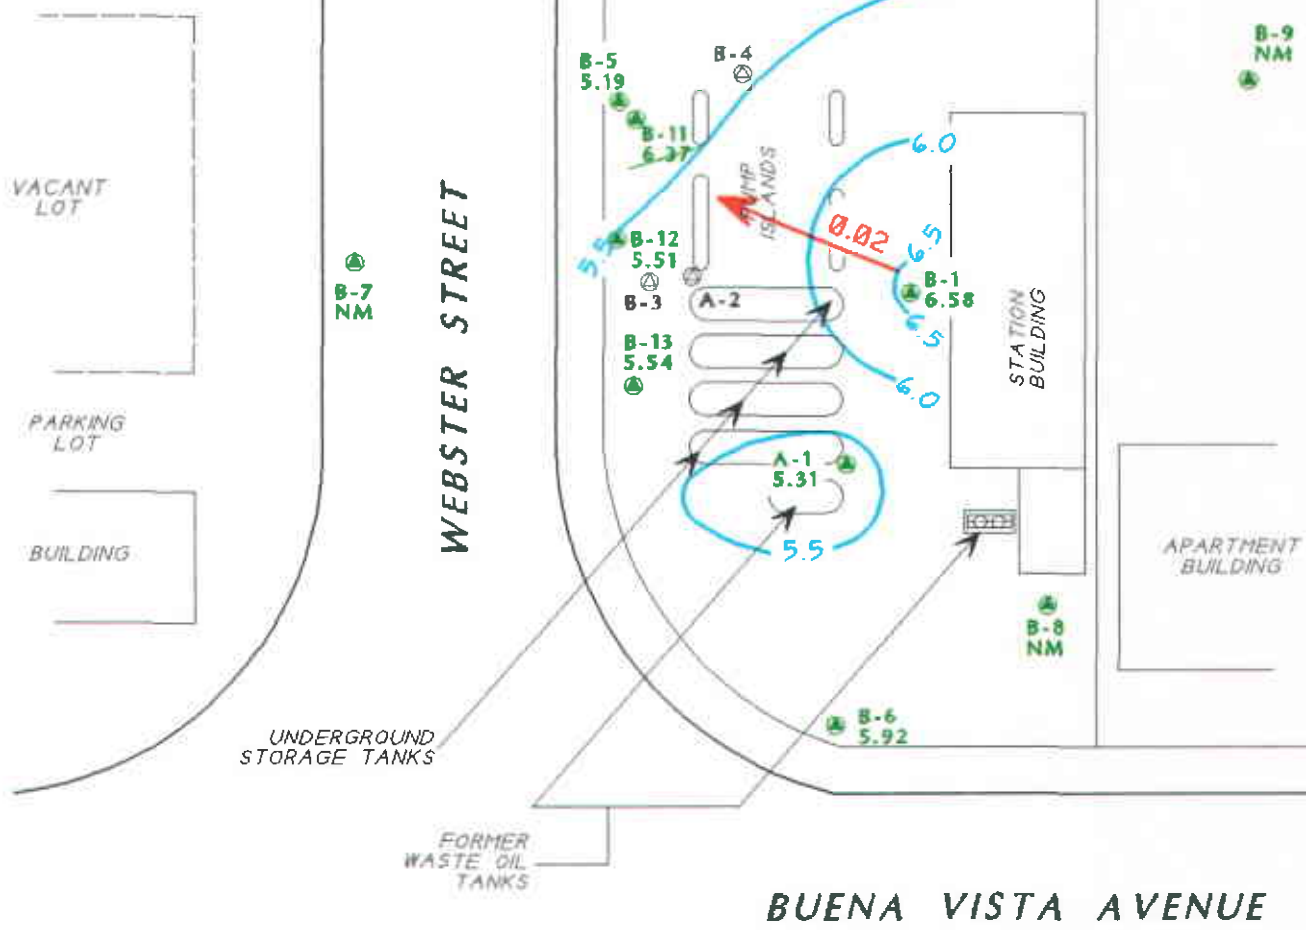 B-9
NM
B-4
B-5
5.19
B-11
6.37
6.0
VACANT
LOT
PUMP
ISLANDS
WEBSTER STREET
0.02
6.5
5.5
B-12
5.51
B-7
NM
B-3
A-2
B-1
6.58
6.5
STATION
BUILDING
B-13
5.54
6.0
PARKING
LOT
A-1
5.31
BUILDING
5.5
APARTMENT
BUILDING
B-8
NM
B-6
5.92
UNDERGROUND
STORAGE TANKS
FORMER
WASTE OIL
TANKS
BUENA VISTA AVENUE